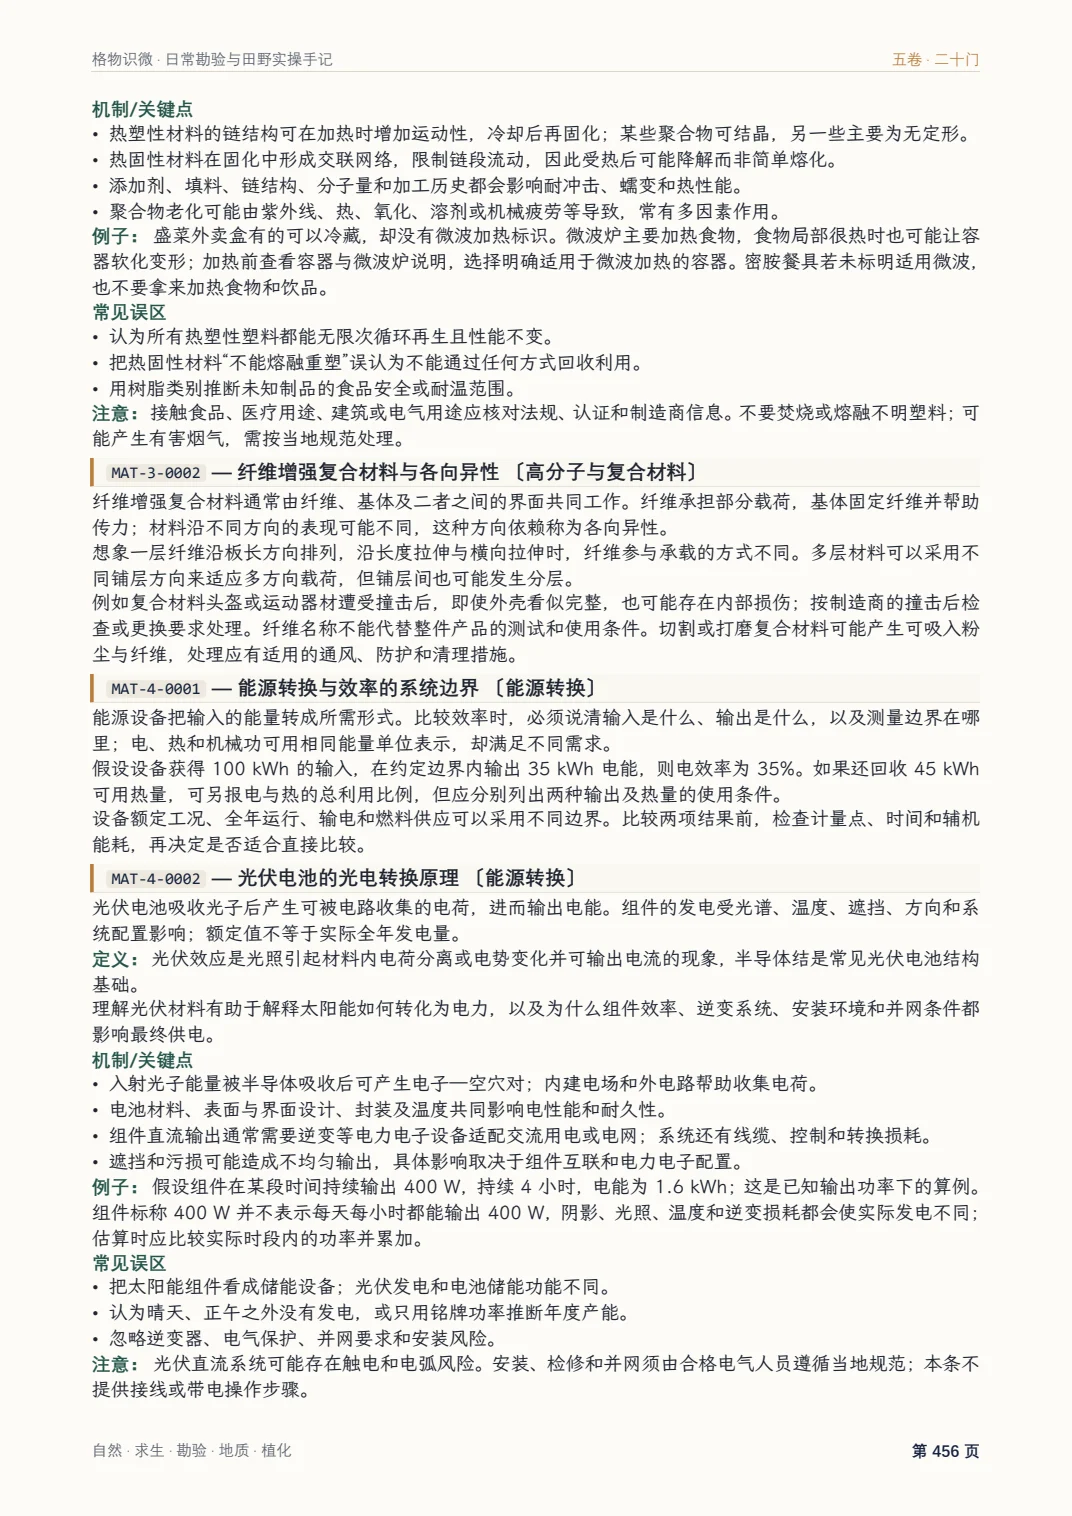 格物识微 · 日常勘验与田野实操手记
五卷 · 二十门
机制/关键点
• 热塑性材料的链结构可在加热时增加运动性，冷却后再固化；某些聚合物可结晶，另一些主要为无定形。
• 热固性材料在固化中形成交联网络，限制链段流动，因此受热后可能降解而非简单熔化。
• 添加剂、填料、链结构、分子量和加工历史都会影响耐冲击、蠕变和热性能。
• 聚合物老化可能由紫外线、热、氧化、溶剂或机械疲劳等导致，常有多因素作用。
例子： 盛菜外卖盒有的可以冷藏，却没有微波加热标识。微波炉主要加热食物，食物局部很热时也可能让容
器软化变形；加热前查看容器与微波炉说明，选择明确适用于微波加热的容器。密胺餐具若未标明适用微波，
也不要拿来加热食物和饮品。
常见误区
• 认为所有热塑性塑料都能无限次循环再生且性能不变。
• 把热固性材料“不能熔融重塑”误认为不能通过任何方式回收利用。
• 用树脂类别推断未知制品的食品安全或耐温范围。
注意： 接触食品、医疗用途、建筑或电气用途应核对法规、认证和制造商信息。不要焚烧或熔融不明塑料；可
能产生有害烟气，需按当地规范处理。
MAT-3-0002 — 纤维增强复合材料与各向异性 〔高分子与复合材料〕
纤维增强复合材料通常由纤维、基体及二者之间的界面共同工作。纤维承担部分载荷，基体固定纤维并帮助
传力；材料沿不同方向的表现可能不同，这种方向依赖称为各向异性。
想象一层纤维沿板长方向排列，沿长度拉伸与横向拉伸时，纤维参与承载的方式不同。多层材料可以采用不
同铺层方向来适应多方向载荷，但铺层间也可能发生分层。
例如复合材料头盔或运动器材遭受撞击后，即使外壳看似完整，也可能存在内部损伤；按制造商的撞击后检
查或更换要求处理。纤维名称不能代替整件产品的测试和使用条件。切割或打磨复合材料可能产生可吸入粉
尘与纤维，处理应有适用的通风、防护和清理措施。
MAT-4-0001 — 能源转换与效率的系统边界 〔能源转换〕
能源设备把输入的能量转成所需形式。比较效率时，必须说清输入是什么、输出是什么，以及测量边界在哪
里；电、热和机械功可用相同能量单位表示，却满足不同需求。
假设设备获得 100 kWh 的输入，在约定边界内输出 35 kWh 电能，则电效率为 35%。如果还回收 45 kWh
可用热量，可另报电与热的总利用比例，但应分别列出两种输出及热量的使用条件。
设备额定工况、全年运行、输电和燃料供应可以采用不同边界。比较两项结果前，检查计量点、时间和辅机
能耗，再决定是否适合直接比较。
MAT-4-0002 — 光伏电池的光电转换原理 〔能源转换〕
光伏电池吸收光子后产生可被电路收集的电荷，进而输出电能。组件的发电受光谱、温度、遮挡、方向和系
统配置影响；额定值不等于实际全年发电量。
定义： 光伏效应是光照引起材料内电荷分离或电势变化并可输出电流的现象，半导体结是常见光伏电池结构
基础。
理解光伏材料有助于解释太阳能如何转化为电力，以及为什么组件效率、逆变系统、安装环境和并网条件都
影响最终供电。
机制/关键点
• 入射光子能量被半导体吸收后可产生电子—空穴对；内建电场和外电路帮助收集电荷。
• 电池材料、表面与界面设计、封装及温度共同影响电性能和耐久性。
• 组件直流输出通常需要逆变等电力电子设备适配交流用电或电网；系统还有线缆、控制和转换损耗。
• 遮挡和污损可能造成不均匀输出，具体影响取决于组件互联和电力电子配置。
例子： 假设组件在某段时间持续输出 400 W，持续 4 小时，电能为 1.6 kWh；这是已知输出功率下的算例。
组件标称 400 W 并不表示每天每小时都能输出 400 W，阴影、光照、温度和逆变损耗都会使实际发电不同；
估算时应比较实际时段内的功率并累加。
常见误区
• 把太阳能组件看成储能设备；光伏发电和电池储能功能不同。
• 认为晴天、正午之外没有发电，或只用铭牌功率推断年度产能。
• 忽略逆变器、电气保护、并网要求和安装风险。
注意： 光伏直流系统可能存在触电和电弧风险。安装、检修和并网须由合格电气人员遵循当地规范；本条不
提供接线或带电操作步骤。
自然 · 求生 · 勘验 · 地质 · 植化
第 456 页